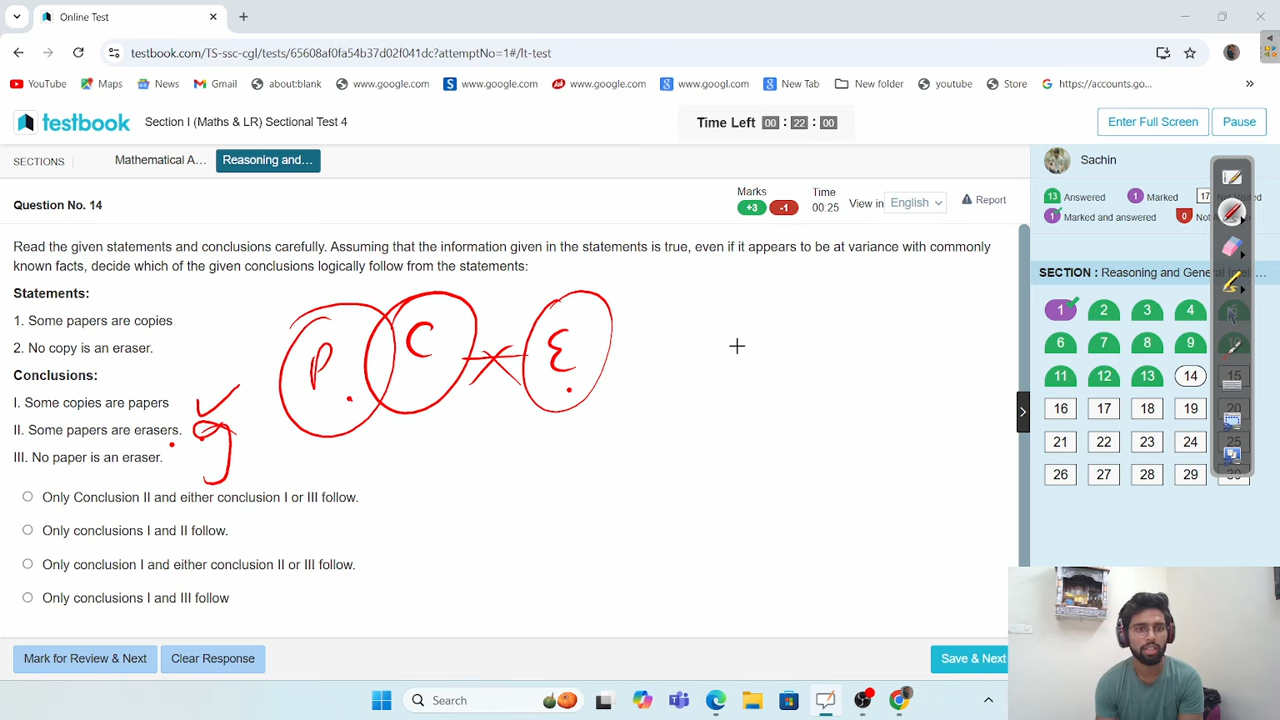 Online Test
testbook.com/TS-ssc-cgl/tests/65608af0fa54b37d02f041dc?attemptNo=1#/lt-test
YouTube Maps News Gmail about:blank www.google.com www.google.com www.google.com www.googl.com New Tab New folder youtube Store https://accounts.go...
testbook Section I (Maths & LR) Sectional Test 4 Time Left 00 : 22 : 00 Enter Full Screen Pause
SECTIONS Mathematical A... Reasoning and... Sachin
Question No. 14 Marks +3 -1 Time 00:25 View in English Report
13 Answered 1 Marked 17
1 Marked and answered 0
Read the given statements and conclusions carefully. Assuming that the information given in the statements is true, even if it appears to be at variance with commonly
known facts, decide which of the given conclusions logically follow from the statements:
SECTION : Reasoning and General
Statements:
1. Some papers are copies
2. No copy is an eraser.
Conclusions:
I. Some copies are papers
II. Some papers are erasers.
III. No paper is an eraser.
P C E
Only Conclusion II and either conclusion I or III follow.
Only conclusions I and II follow.
Only conclusion I and either conclusion II or III follow.
Only conclusions I and III follow
1 2 3 4
6 7 8 9
11 12 13 14 15
16 17 18 19 20
21 22 23 24 25
26 27 28 29 30
Mark for Review & Next Clear Response Save & Next
Search